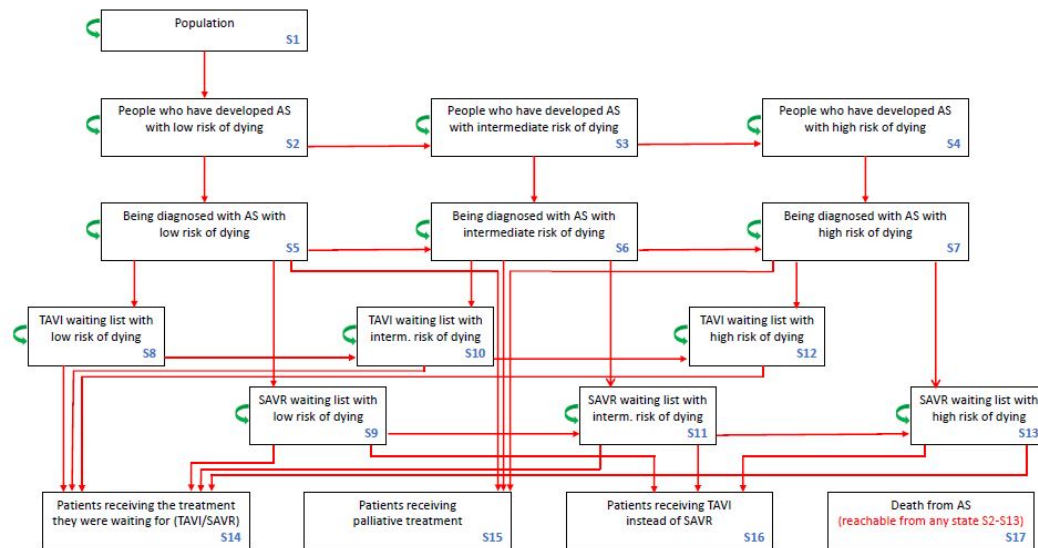 Population
S1
People who have developed AS
with low risk of dying
S2
People who have developed AS
with intermediate risk of dying
S3
People who have developed AS
with high risk of dying
S4
Being diagnosed with AS with
low risk of dying
S5
Being diagnosed with AS with
intermediate risk of dying
S6
Being diagnosed with AS with
high risk of dying
S7
TAVI waiting list with
low risk of dying
S8
TAVI waiting list with
interm. risk of dying
S10
TAVI waiting list with
high risk of dying
S12
SAVR waiting list with
low risk of dying
S9
SAVR waiting list with
interm. risk of dying
S11
SAVR waiting list with
high risk of dying
S13
Patients receiving the treatment
they were waiting for (TAVI/SAVR)
S14
Patients receiving
palliative treatment
S15
Patients receiving TAVI
instead of SAVR
S16
Death from AS
(reachable from any state S2-S13)
S17